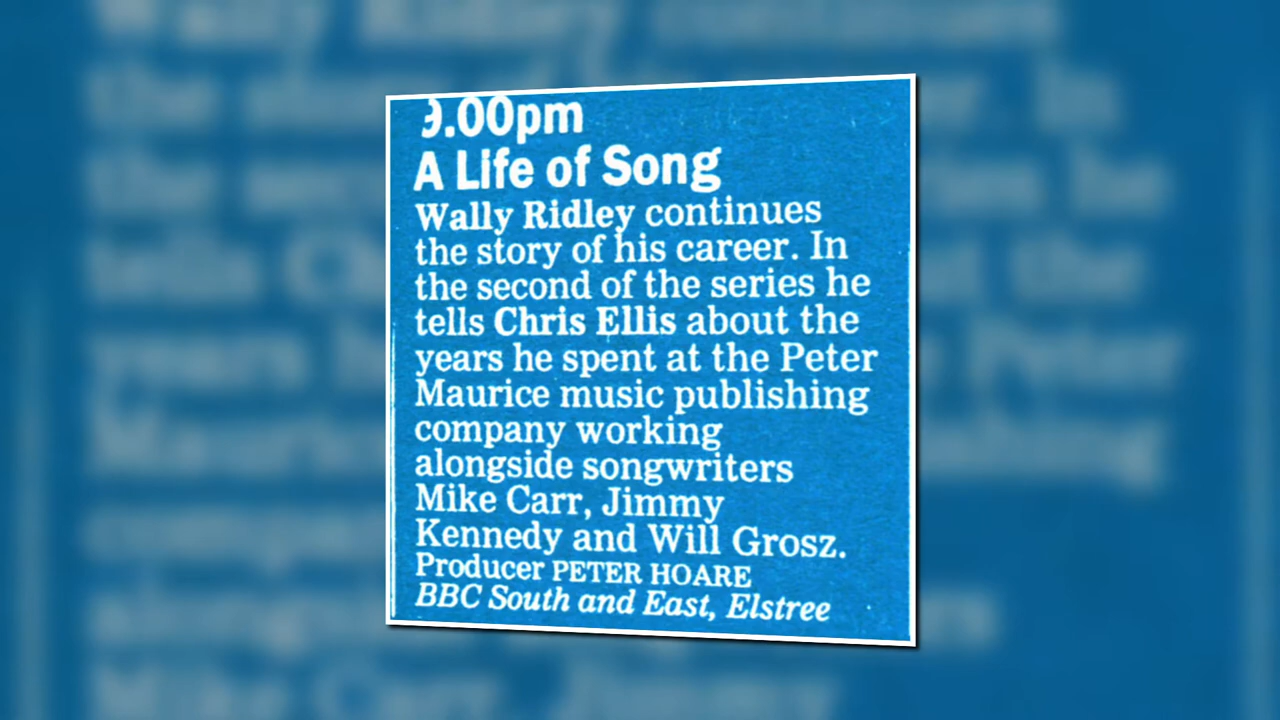 9.00pm
A Life of Song
Wally Ridley continues
the story of his career. In
the second of the series he
tells Chris Ellis about the
years he spent at the Peter
Maurice music publishing
company working
alongside songwriters
Mike Carr, Jimmy
Kennedy and Will Grosz.
Producer PETER HOARE
BBC South and East, Elstree